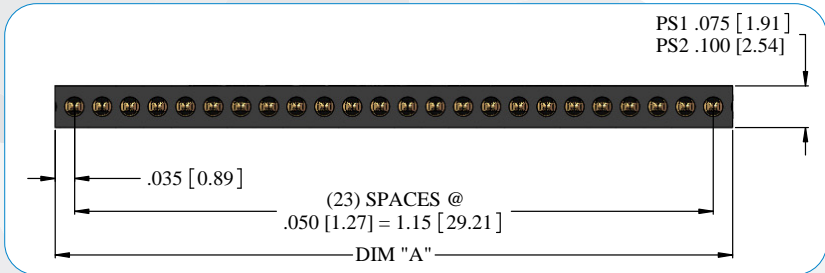 PS1 .075 [1.91]
PS2 .100 [2.54]
.035 [0.89]
(23) SPACES @
.050 [1.27] = 1.15 [29.21]
DIM "A"